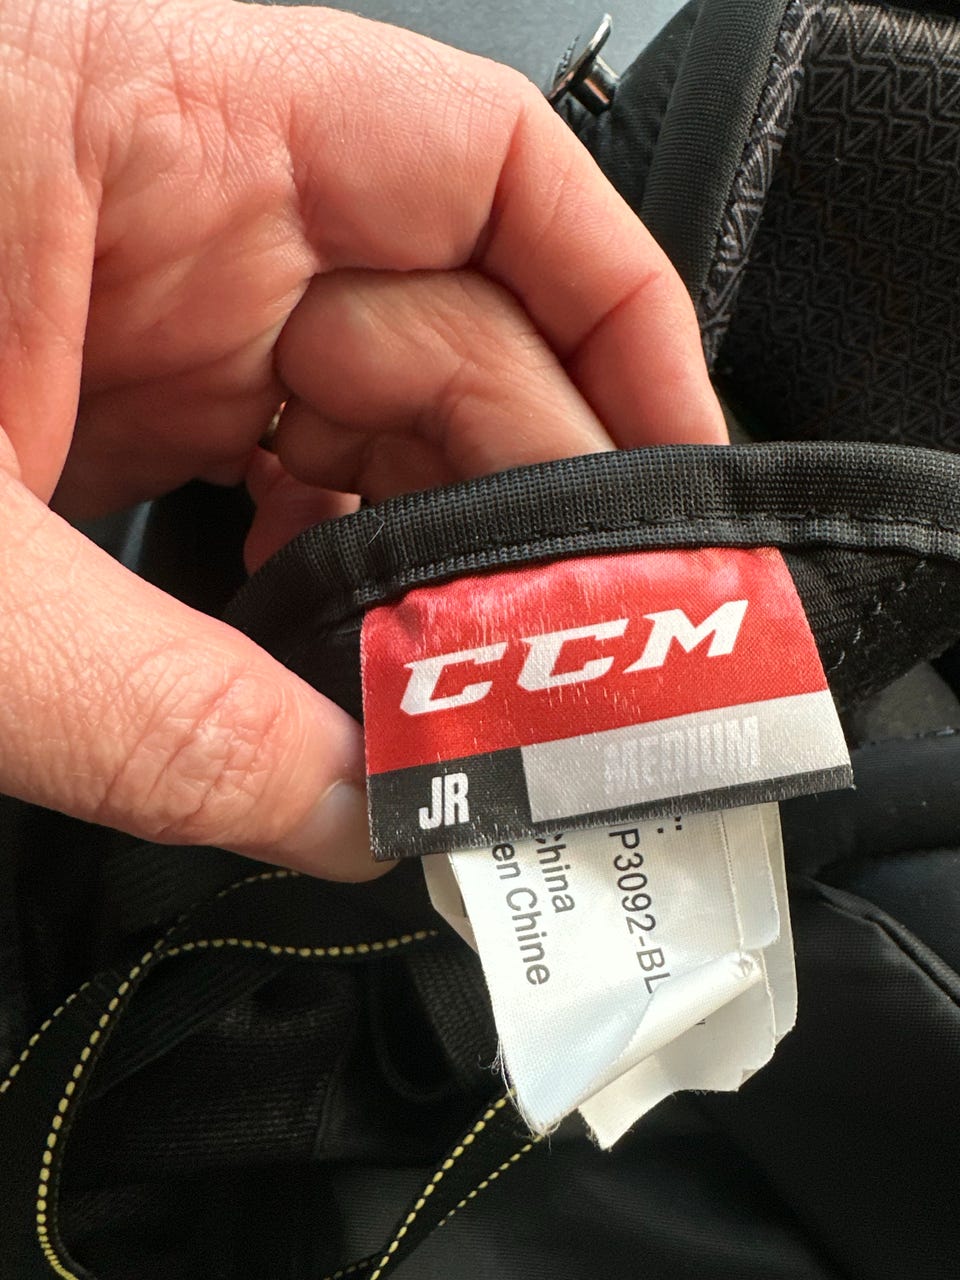 CCM
MEDIUM
JR
P3092-BL
China
en Chine